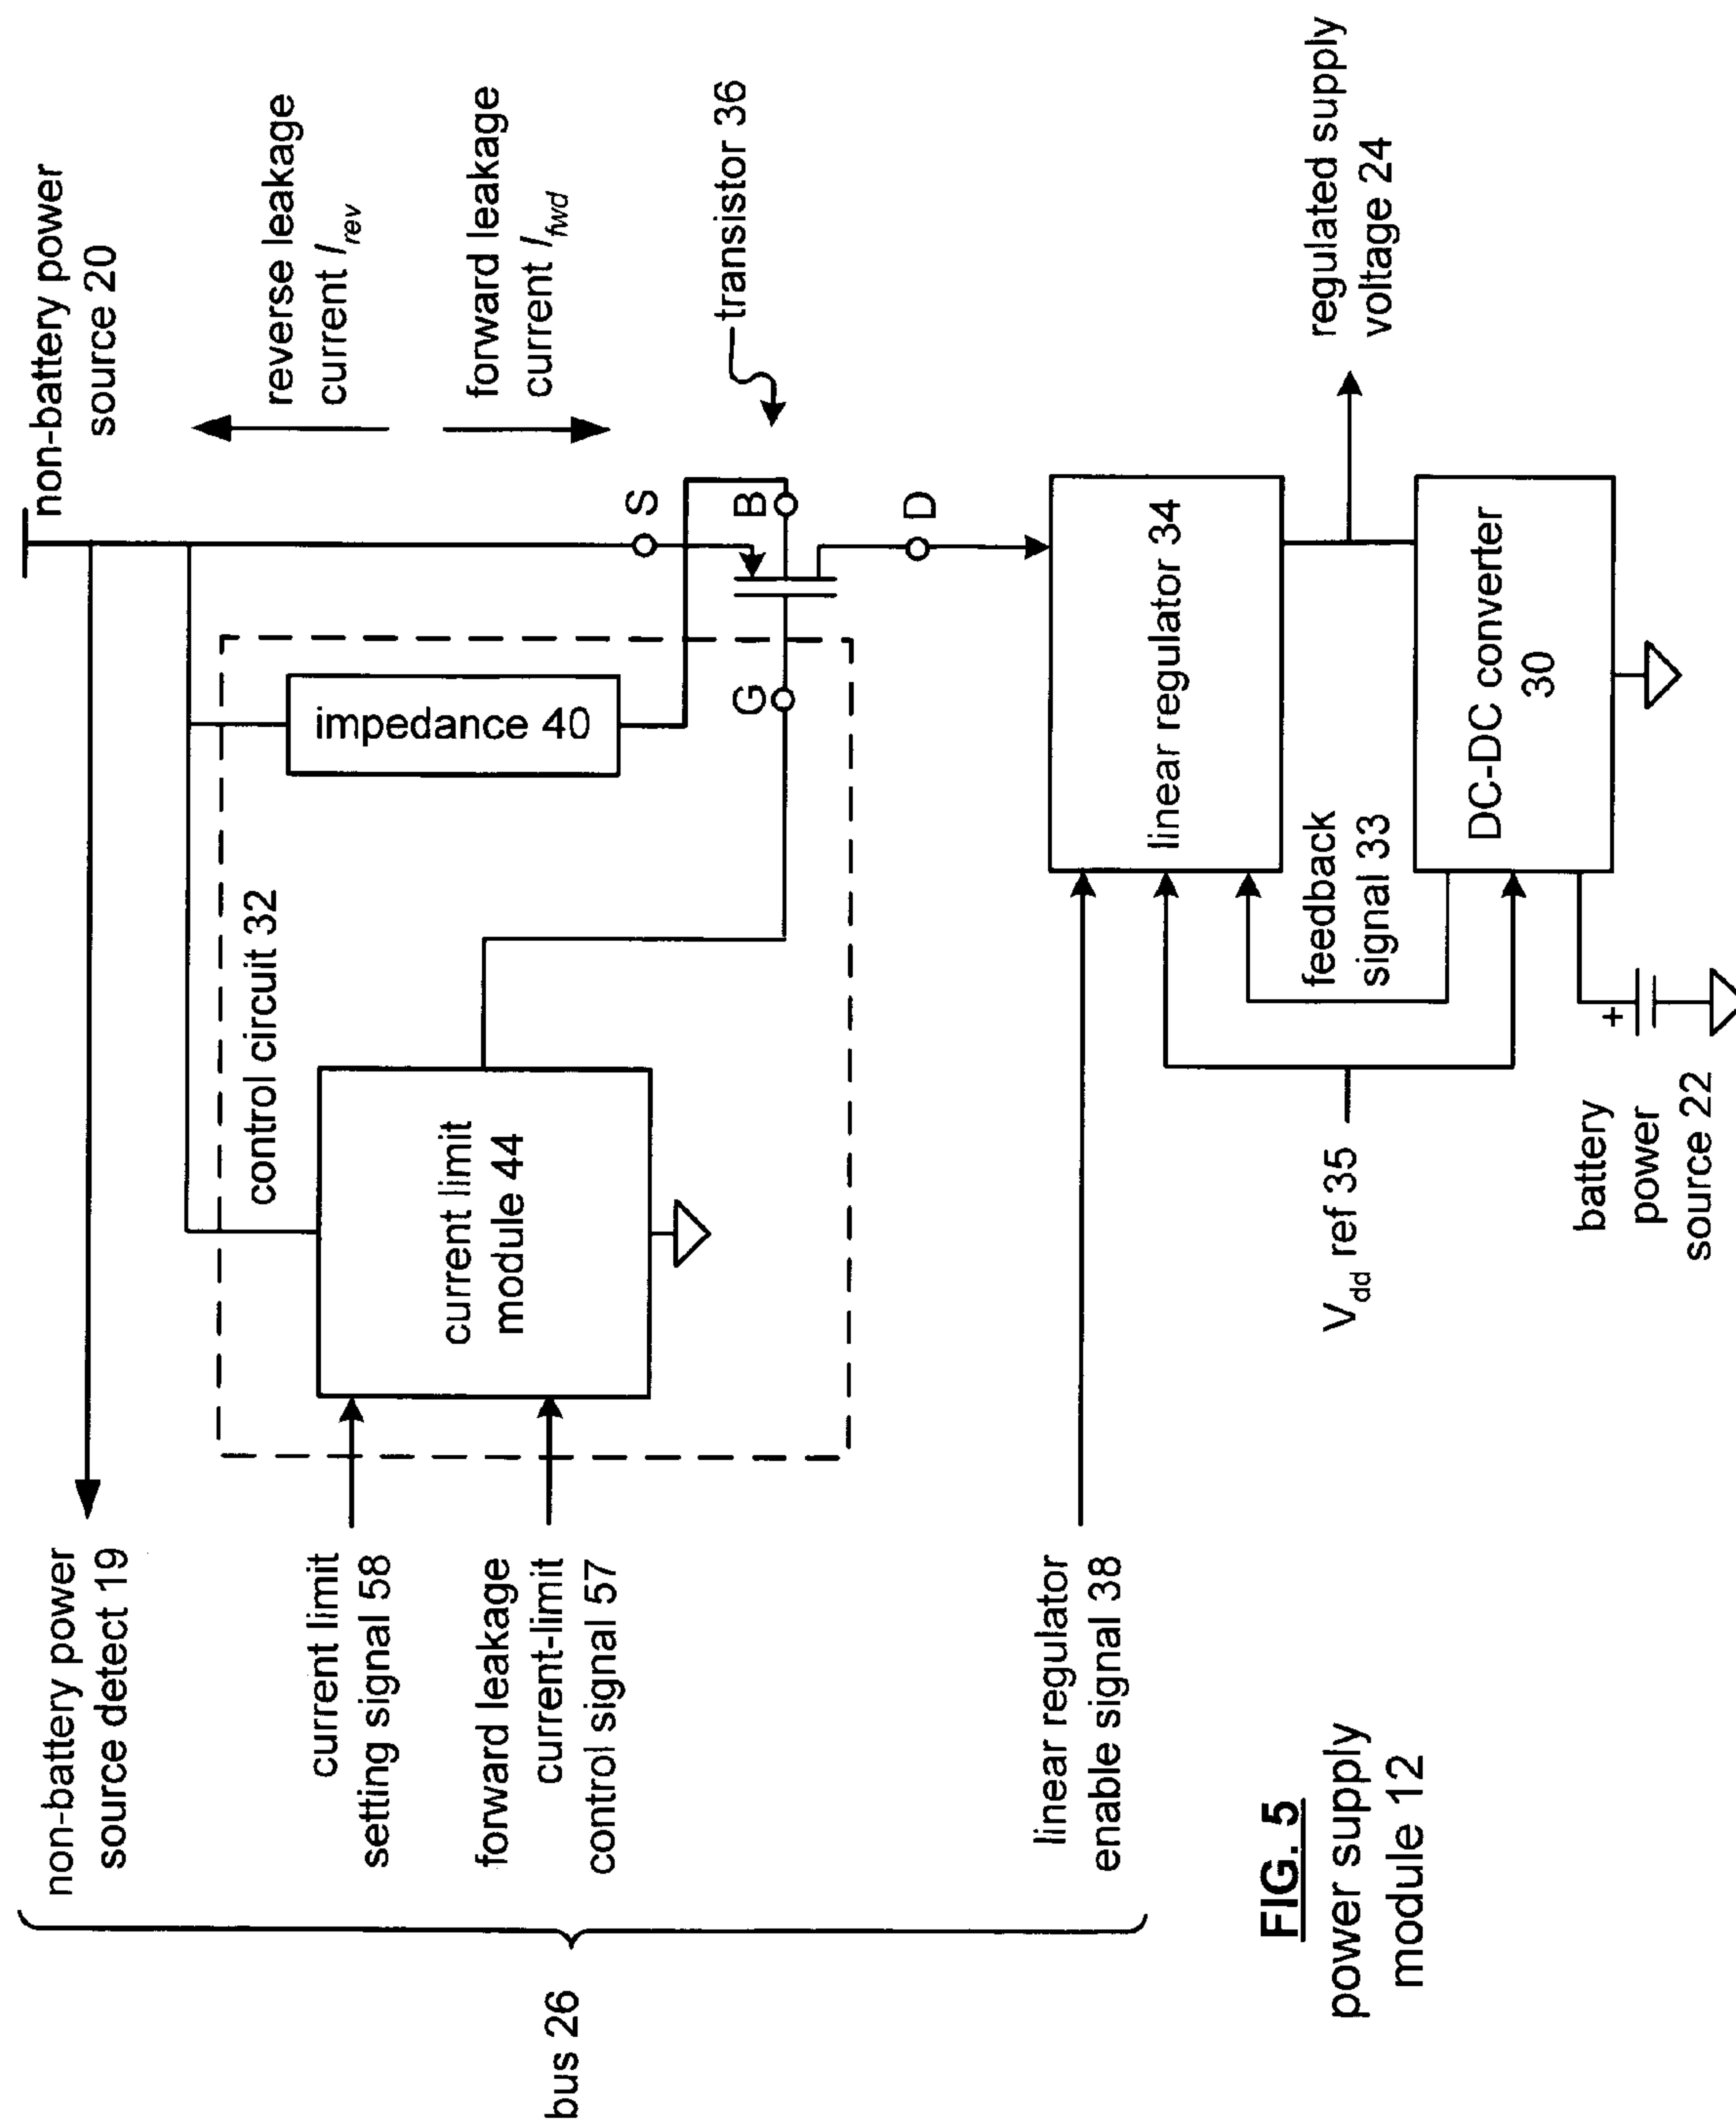 non-battery power
source 20
non-battery power
source detect 19
reverse leakage
current I_rev
forward leakage
current I_fwd
control circuit 32
current limit
setting signal 58
forward leakage
current-limit
control signal 57
current limit
module 44
impedance 40
S
B
G
D
transistor 36
bus 26
linear regulator
enable signal 38
linear regulator 34
feedback
signal 33
V_dd ref 35
regulated supply
voltage 24
DC-DC converter
30
+
battery
power
source 22
FIG. 5
power supply
module 12